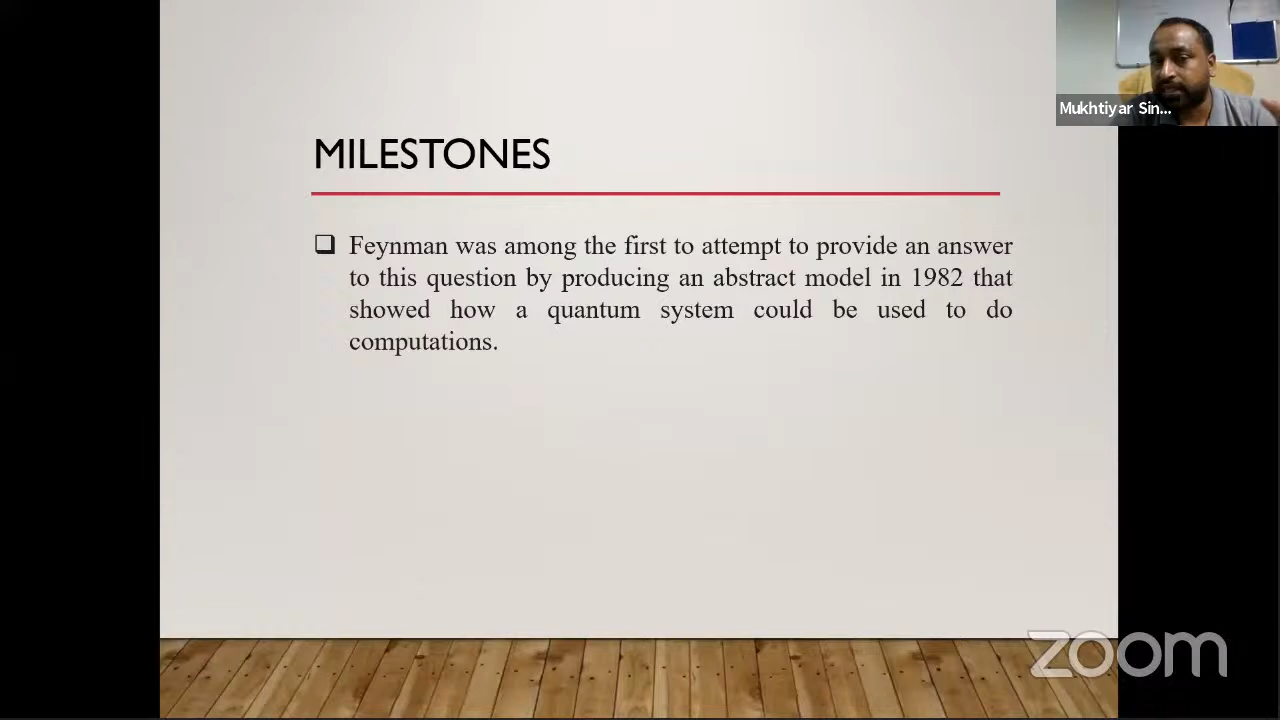 Mukhtiyar Sin...
MILESTONES
Feynman was among the first to attempt to provide an answer
to this question by producing an abstract model in 1982 that
showed how a quantum system could be used to do
computations.
zoom